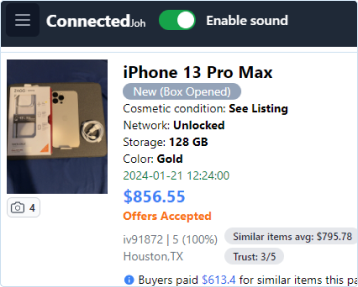 ConnectedJoh Enable sound
iPhone 13 Pro Max
New (Box Opened)
Cosmetic condition: See Listing
Network: Unlocked
Storage: 128 GB
Color: Gold
2024-01-21 12:24:00
$856.55
Offers Accepted
4
iv91872 | 5 (100%) Similar items avg: $795.78
Houston,TX Trust: 3/5
Buyers paid $613.4 for similar items this pa